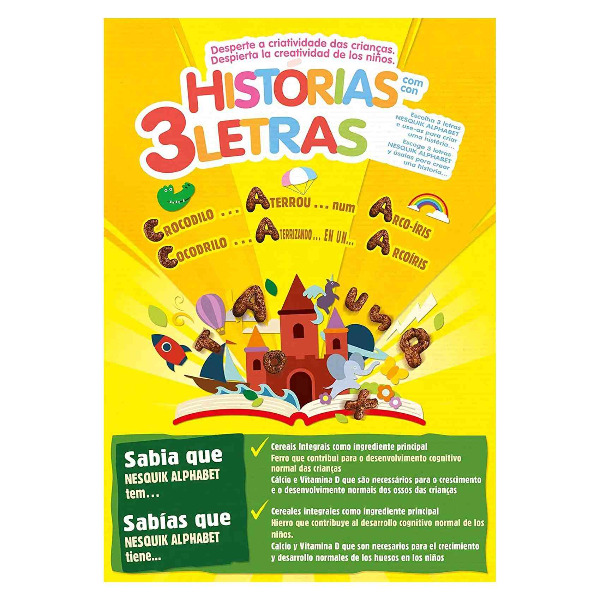 Desperte a criatividade das crianças.
Despierta la creatividad de los niños.
HISTÓRIAS com
con
3 LETRAS
Escolha 3 letras
NESQUIK ALPHABET
e use-as para criar
uma história...
Escoge 3 letras
NESQUIK ALPHABET
y úsalas para crear
una historia...
CROCODILO ... ATERROU ... num ARCO-ÍRIS
COCODRILO ... ATERRIZANDO... EN UN... ARCOÍRIS
T A O U S P X
Sabia que
NESQUIK ALPHABET
tem...
Cereais Integrais como ingrediente principal
Ferro que contribui para o desenvolvimento cognitivo
normal das crianças
Cálcio e Vitamina D que são necessários para o crescimento
e o desenvolvimento normais dos ossos das crianças
Sabías que
NESQUIK ALPHABET
tiene...
Cereales integrales como ingrediente principal
Hierro que contribuye al desarrollo cognitivo normal de los
niños.
Calcio y Vitamina D que son necesarios para el crecimiento
y desarrollo normales de los huesos en los niños